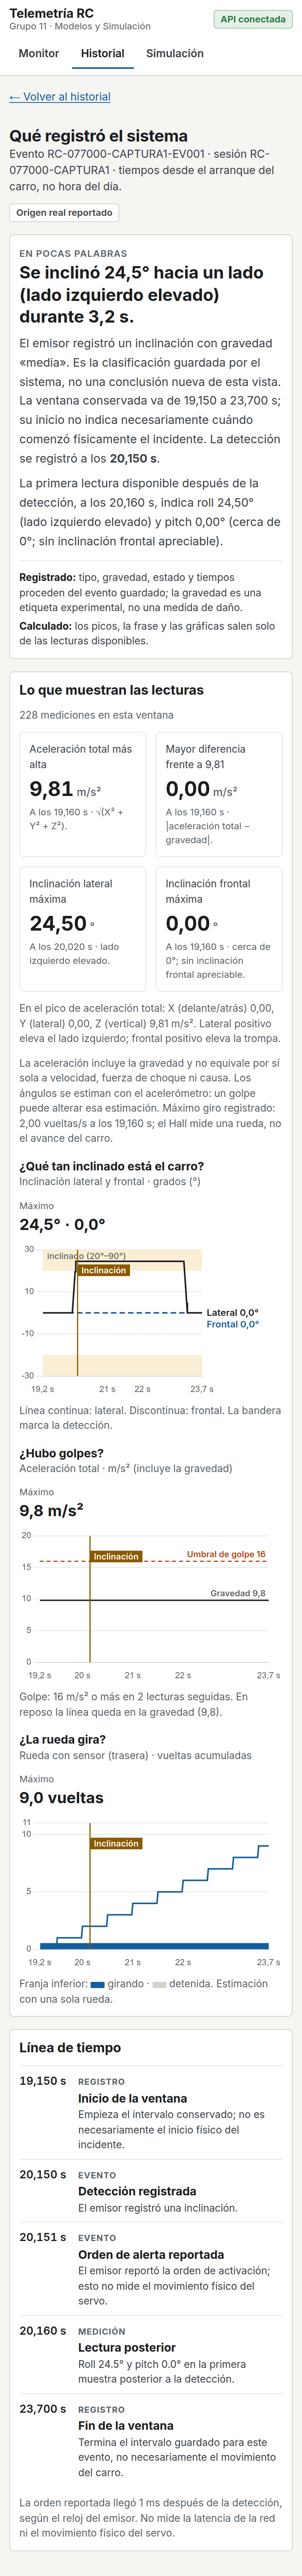 Telemetría RC
Grupo 11 · Modelos y Simulación
API conectada
Monitor
Historial
Simulación
← Volver al historial
Qué registró el sistema
Evento RC-077000-CAPTURA1-EV001 · sesión RC-
077000-CAPTURA1 · tiempos desde el arranque del
carro, no hora del día.
Origen real reportado
EN POCAS PALABRAS
Se inclinó 24,5° hacia un lado
(lado izquierdo elevado)
durante 3,2 s.
El emisor registró un inclinación con gravedad
«media». Es la clasificación guardada por el
sistema, no una conclusión nueva de esta vista.
La ventana conservada va de 19,150 a 23,700 s;
su inicio no indica necesariamente cuándo
comenzó físicamente el incidente. La detección
se registró a los 20,150 s.
La primera lectura disponible después de la
detección, a los 20,160 s, indica roll 24,50°
(lado izquierdo elevado) y pitch 0,00° (cerca de
0°; sin inclinación frontal apreciable).
Registrado: tipo, gravedad, estado y tiempos
proceden del evento guardado; la gravedad es una
etiqueta experimental, no una medida de daño.
Calculado: los picos, la frase y las gráficas salen solo
de las lecturas disponibles.
Lo que muestran las lecturas
228 mediciones en esta ventana
Aceleración total más
alta
9,81 m/s²
A los 19,160 s · √(X² +
Y² + Z²).
Mayor diferencia
frente a 9,81
0,00 m/s²
A los 19,160 s ·
|aceleración total −
gravedad|.
Inclinación lateral
máxima
24,50 °
A los 20,020 s · lado
izquierdo elevado.
Inclinación frontal
máxima
0,00 °
A los 19,160 s · cerca de
0°; sin inclinación
frontal apreciable.
En el pico de aceleración total: X (delante/atrás) 0,00,
Y (lateral) 0,00, Z (vertical) 9,81 m/s². Lateral positivo
eleva el lado izquierdo; frontal positivo eleva la trompa.
La aceleración incluye la gravedad y no equivale por sí
sola a velocidad, fuerza de choque ni causa. Los
ángulos se estiman con el acelerómetro: un golpe
puede alterar esa estimación. Máximo giro registrado:
2,00 vueltas/s a los 19,160 s; el Hall mide una rueda, no
el avance del carro.
¿Qué tan inclinado está el carro?
Inclinación lateral y frontal · grados (°)
Máximo
24,5° · 0,0°
30
inclinado (20°–90°)
Inclinación
10
Lateral 0,0°
Frontal 0,0°
-10
-30
19,2 s
21 s
22 s
23,7 s
Línea continua: lateral. Discontinua: frontal. La bandera
marca la detección.
¿Hubo golpes?
Aceleración total · m/s² (incluye la gravedad)
Máximo
9,8 m/s²
20
Inclinación
Umbral de golpe 16
15
Gravedad 9,8
10
5
0
19,2 s
20 s
21 s
22 s
23,7 s
Golpe: 16 m/s² o más en 2 lecturas seguidas. En
reposo la línea queda en la gravedad (9,8).
¿La rueda gira?
Rueda con sensor (trasera) · vueltas acumuladas
Máximo
9,0 vueltas
11
10
Inclinación
5
0
19,2 s
20 s
21 s
22 s
23,7 s
Franja inferior: girando · detenida. Estimación
con una sola rueda.
Línea de tiempo
19,150 s
REGISTRO
Inicio de la ventana
Empieza el intervalo conservado; no es
necesariamente el inicio físico del
incidente.
20,150 s
EVENTO
Detección registrada
El emisor registró una inclinación.
20,151 s
EVENTO
Orden de alerta reportada
El emisor reportó la orden de activación;
esto no mide el movimiento físico del
servo.
20,160 s
MEDICIÓN
Lectura posterior
Roll 24.5° y pitch 0.0° en la primera
muestra posterior a la detección.
23,700 s
REGISTRO
Fin de la ventana
Termina el intervalo guardado para este
evento, no necesariamente el movimiento
del carro.
La orden reportada llegó 1 ms después de la detección,
según el reloj del emisor. No mide la latencia de la red
ni el movimiento físico del servo.